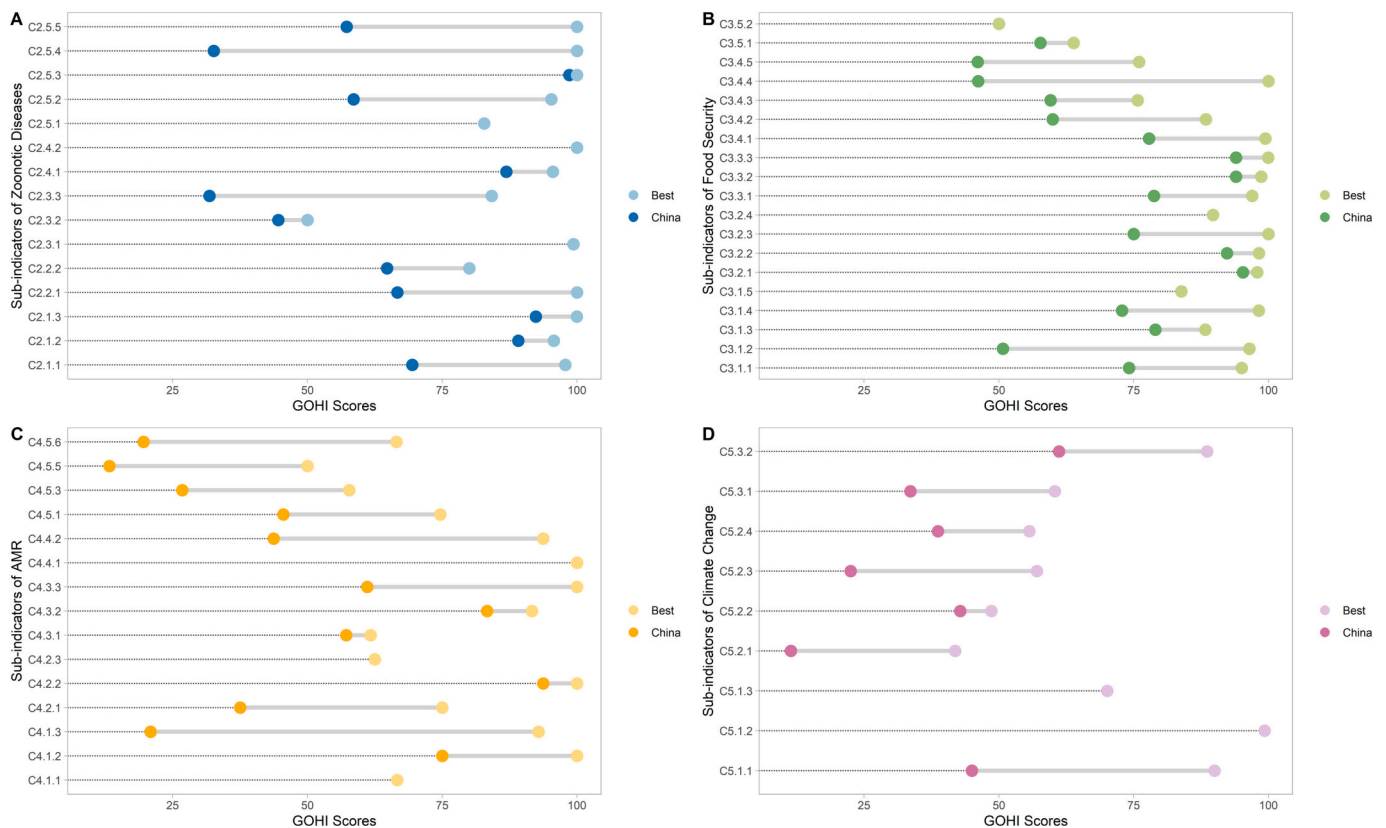 A
Sub-indicators of Zoonotic Diseases
C2.5.5
C2.5.4
C2.5.3
C2.5.2
C2.5.1
C2.4.2
C2.4.1
C2.3.3
C2.3.2
C2.3.1
C2.2.2
C2.2.1
C2.1.3
C2.1.2
C2.1.1
25 50 75 100
GOHI Scores
Best
China
B
Sub-indicators of Food Security
C3.5.2
C3.5.1
C3.4.5
C3.4.4
C3.4.3
C3.4.2
C3.4.1
C3.3.3
C3.3.2
C3.3.1
C3.2.4
C3.2.3
C3.2.2
C3.2.1
C3.1.5
C3.1.4
C3.1.3
C3.1.2
C3.1.1
25 50 75 100
GOHI Scores
Best
China
C
Sub-indicators of AMR
C4.5.6
C4.5.5
C4.5.3
C4.5.1
C4.4.2
C4.4.1
C4.3.3
C4.3.2
C4.3.1
C4.2.3
C4.2.2
C4.2.1
C4.1.3
C4.1.2
C4.1.1
25 50 75 100
GOHI Scores
Best
China
D
Sub-indicators of Climate Change
C5.3.2
C5.3.1
C5.2.4
C5.2.3
C5.2.2
C5.2.1
C5.1.3
C5.1.2
C5.1.1
25 50 75 100
GOHI Scores
Best
China